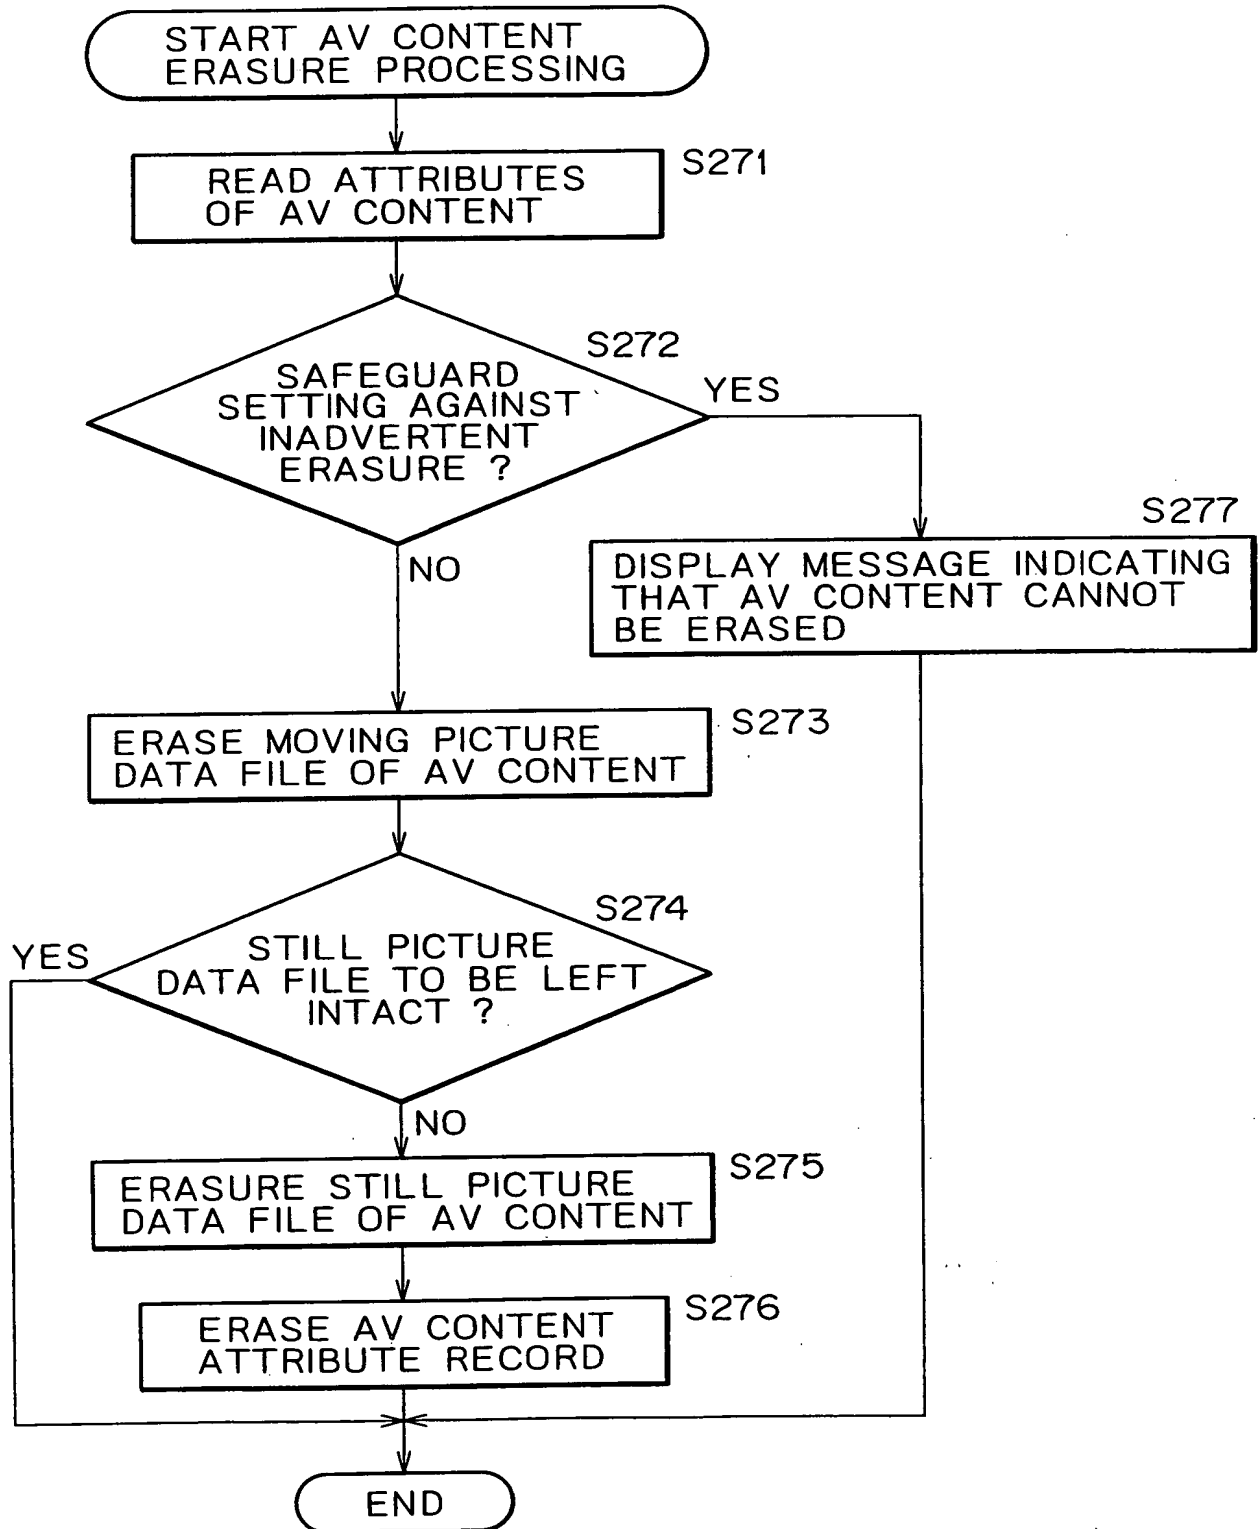 START AV CONTENT
ERASURE PROCESSING
S271
READ ATTRIBUTES
OF AV CONTENT
S272
SAFEGUARD
SETTING AGAINST
INADVERTENT
ERASURE ?
YES
NO
S277
DISPLAY MESSAGE INDICATING
THAT AV CONTENT CANNOT
BE ERASED
S273
ERASE MOVING PICTURE
DATA FILE OF AV CONTENT
S274
STILL PICTURE
DATA FILE TO BE LEFT
INTACT ?
YES
NO
S275
ERASURE STILL PICTURE
DATA FILE OF AV CONTENT
S276
ERASE AV CONTENT
ATTRIBUTE RECORD
END